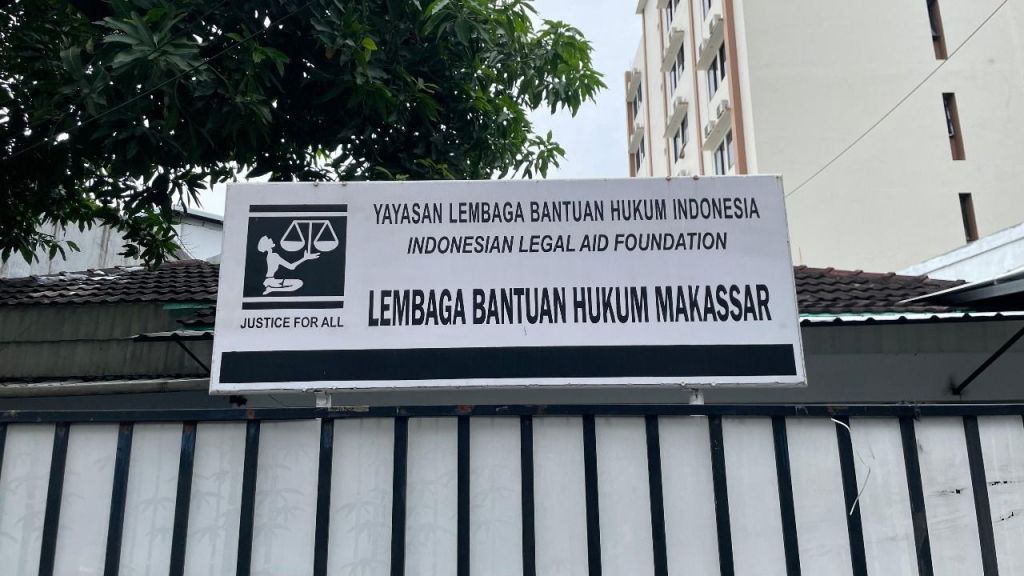 YAYASAN LEMBAGA BANTUAN HUKUM INDONESIA
INDONESIAN LEGAL AID FOUNDATION
LEMBAGA BANTUAN HUKUM MAKASSAR
JUSTICE FOR ALL